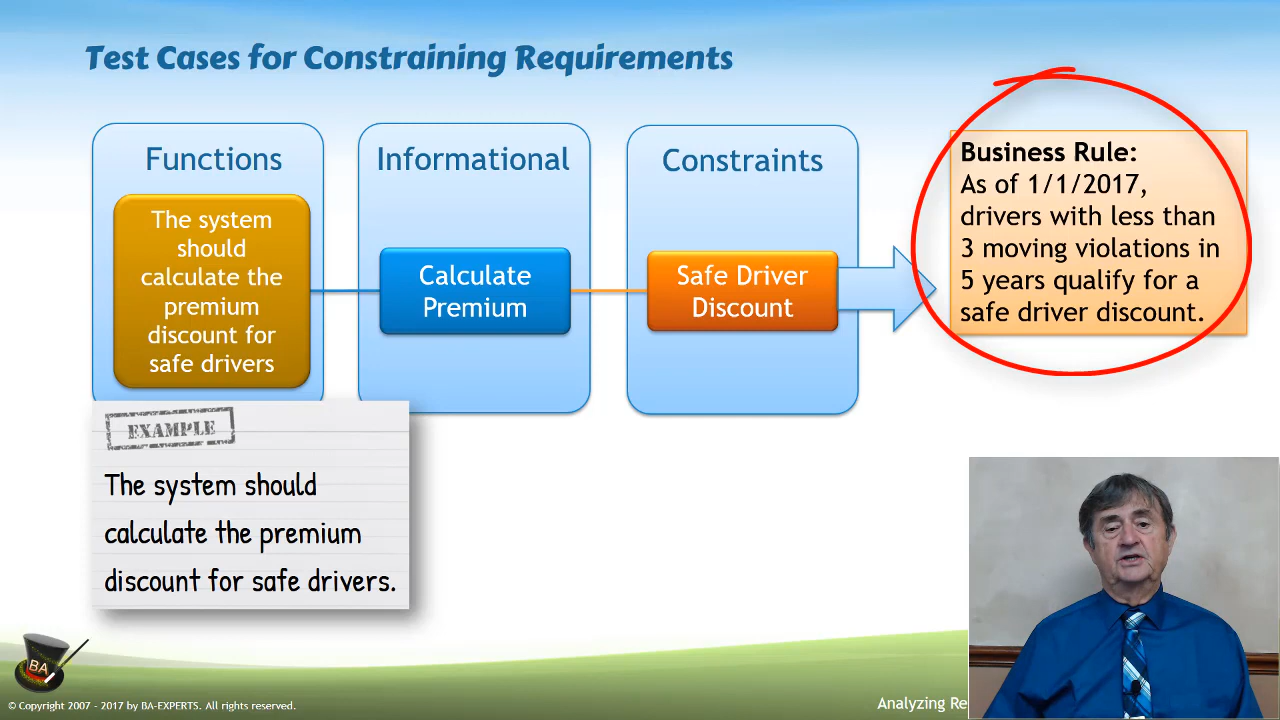 Test Cases for Constraining Requirements
Functions
The system
should
calculate the
premium
discount for
safe drivers
Informational
Calculate
Premium
Constraints
Safe Driver
Discount
Business Rule:
As of 1/1/2017,
drivers with less than
3 moving violations in
5 years qualify for a
safe driver discount.
EXAMPLE
The system should
calculate the premium
discount for safe drivers.
BA
© Copyright 2007 - 2017 by BA-EXPERTS. All rights reserved.
Analyzing Re